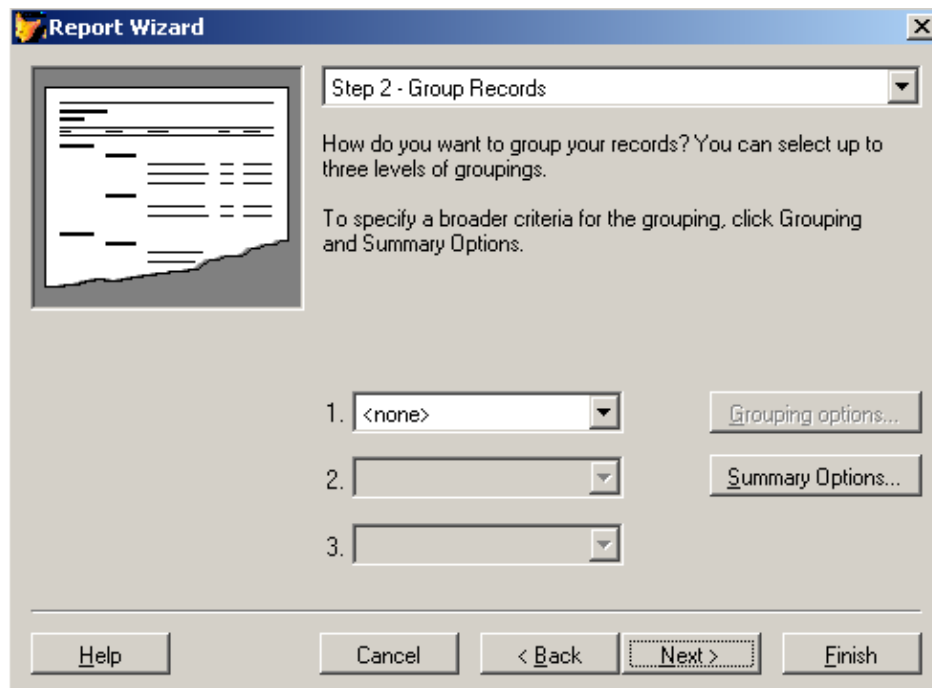 Report Wizard
Step 2 - Group Records
How do you want to group your records? You can select up to
three levels of groupings.
To specify a broader criteria for the grouping, click Grouping
and Summary Options.
1. <none>
Grouping options...
2.
Summary Options...
3.
Help
Cancel
< Back
Next >
Finish